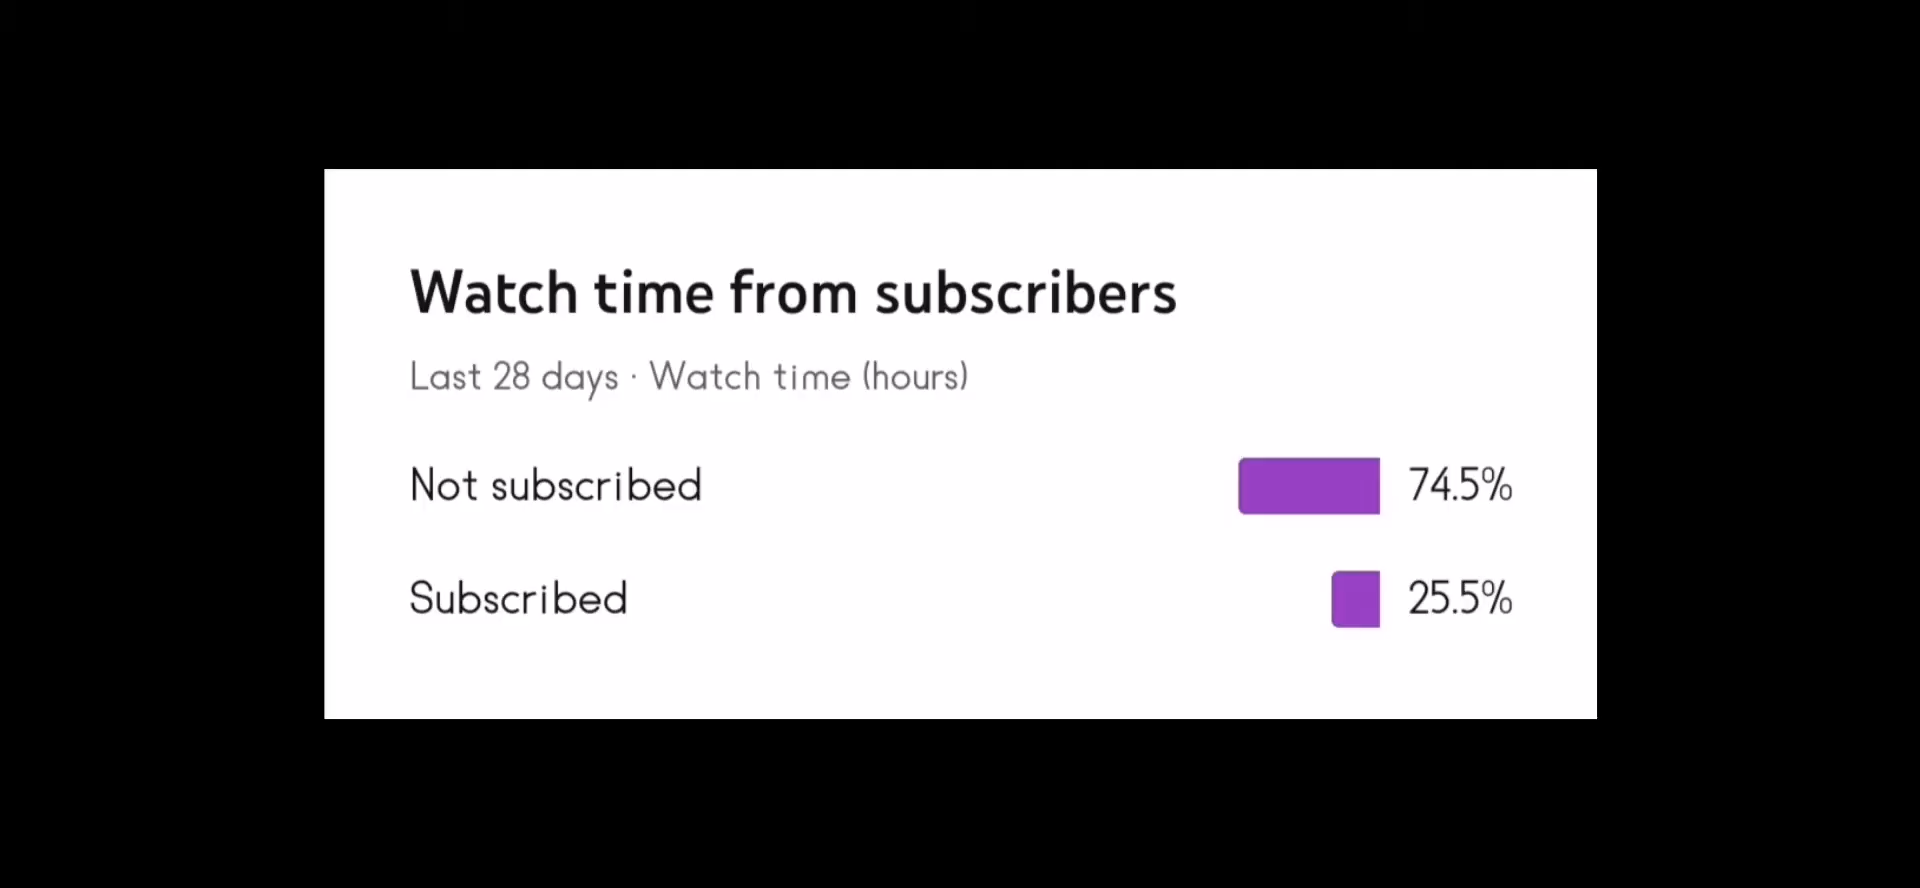 Watch time from subscribers
Last 28 days · Watch time (hours)
Not subscribed 74.5%
Subscribed 25.5%